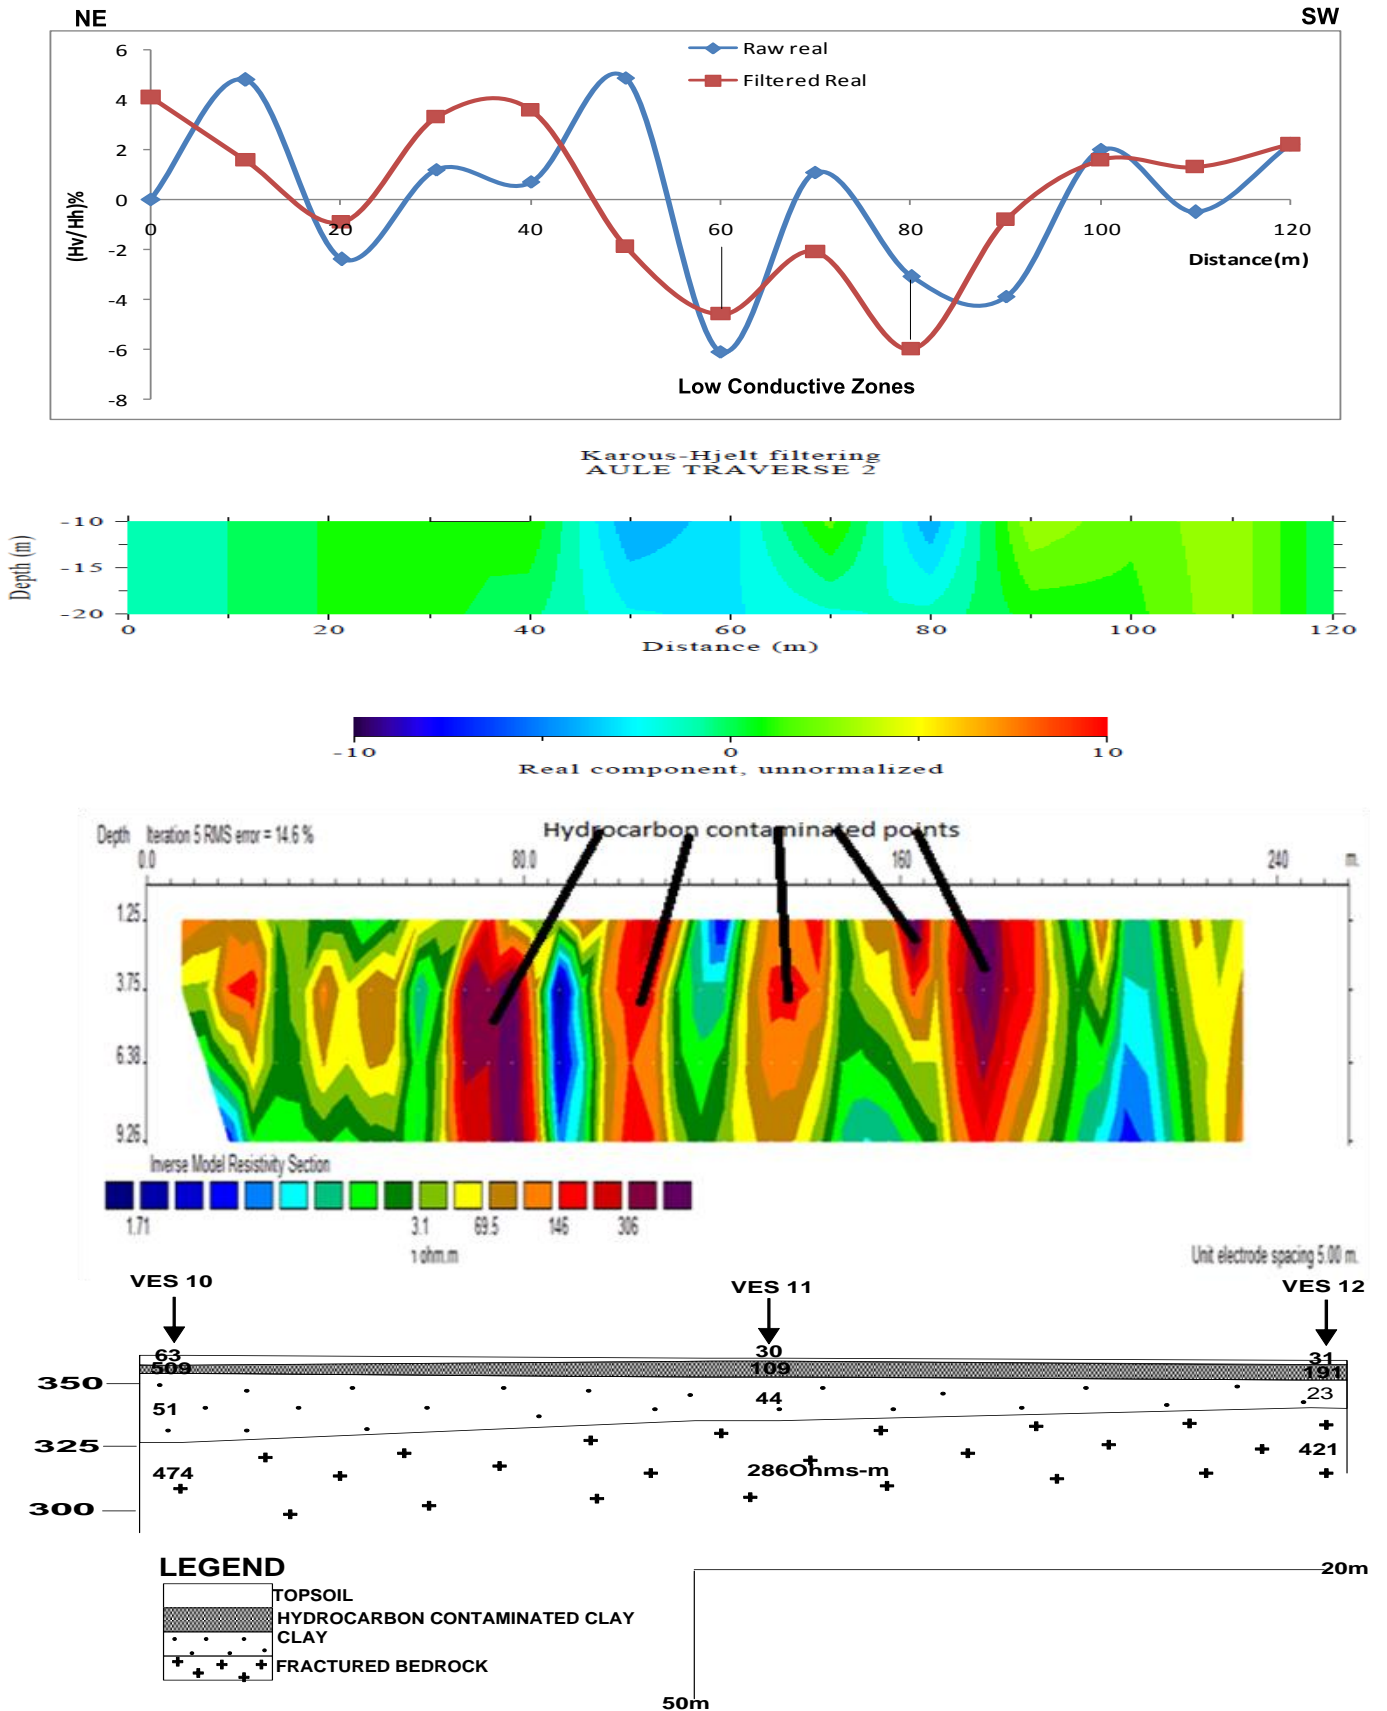 NE SW
6
Raw real
Filtered Real
4
2
0
0 20 40 60 80 100 120
-2
-4
-6
-8
(Hv/Hh)%
Distance(m)
Low Conductive Zones
Karous-Hjelt filtering
AULE TRAVERSE 2
-10
-15
-20
Depth (m)
0 20 40 60 80 100 120
Distance (m)
-10 0 10
Real component, unnormalized
Hydrocarbon contaminated points
Depth Iteration 5 RMS error = 14.6 %
0.0 80.0 160 240 m.
1.25
3.75
6.38
9.26
Inverse Model Resistivity Section
1.71 3.1 69.5 146 306
ohm.m
Unit electrode spacing 5.00 m.
VES 10 VES 11 VES 12
63 30 31
509 109 191
350
51 44 23
325
474 286Ohms-m 421
300
LEGEND
TOPSOIL
HYDROCARBON CONTAMINATED CLAY
CLAY
FRACTURED BEDROCK
20m
50m